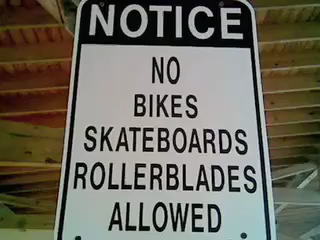 NOTICE
NO
BIKES
SKATEBOARDS
ROLLERBLADES
ALLOWED